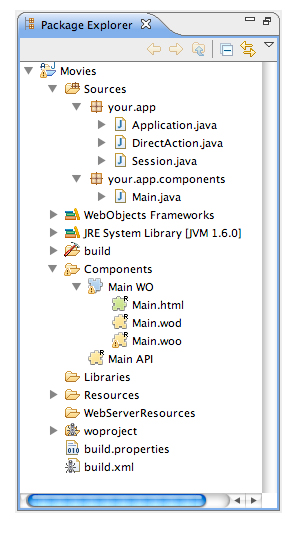 Package Explorer
Movies
Sources
your.app
Application.java
DirectAction.java
Session.java
your.app.components
Main.java
WebObjects Frameworks
JRE System Library [JVM 1.6.0]
build
Components
Main WO
Main.html
Main.wod
Main.woo
Main API
Libraries
Resources
WebServerResources
woproject
build.properties
build.xml